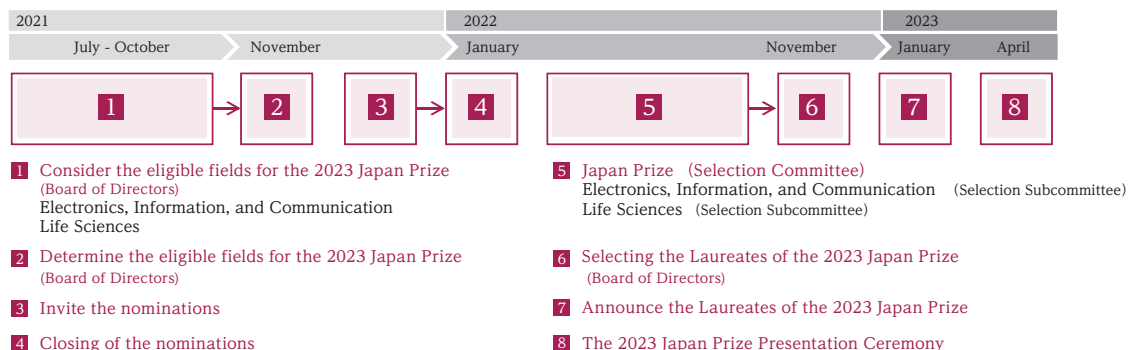 2021 2022 2023
July - October November January November January April
1 2 3 4 5 6 7 8
1 Consider the eligible fields for the 2023 Japan Prize
(Board of Directors)
Electronics, Information, and Communication
Life Sciences
2 Determine the eligible fields for the 2023 Japan Prize
(Board of Directors)
3 Invite the nominations
4 Closing of the nominations
5 Japan Prize (Selection Committee)
Electronics, Information, and Communication (Selection Subcommittee)
Life Sciences (Selection Subcommittee)
6 Selecting the Laureates of the 2023 Japan Prize
(Board of Directors)
7 Announce the Laureates of the 2023 Japan Prize
8 The 2023 Japan Prize Presentation Ceremony